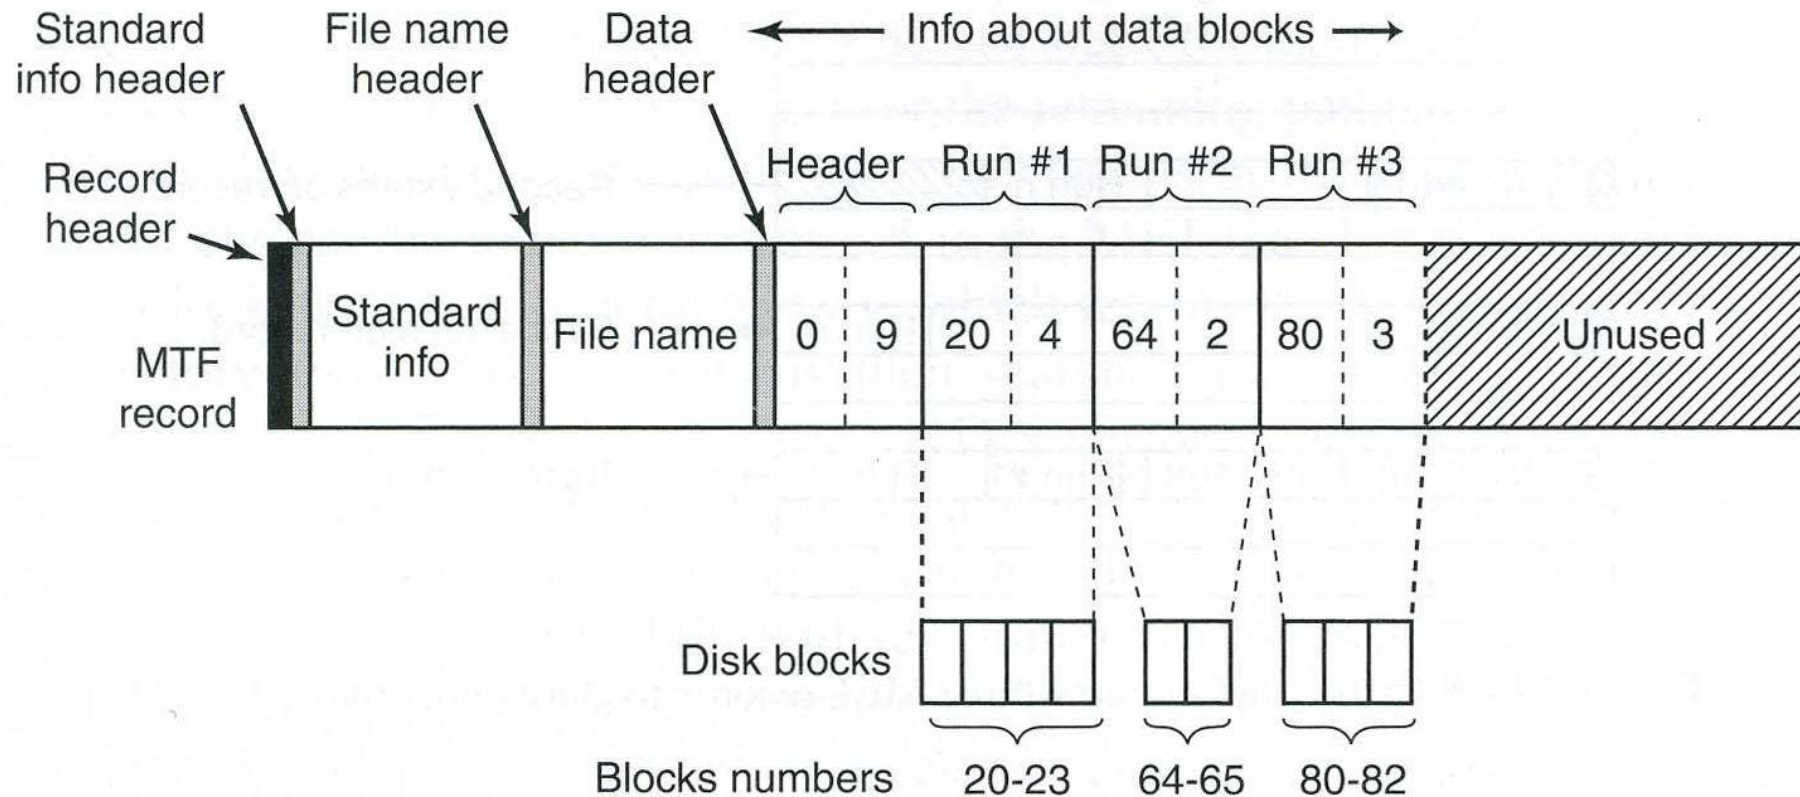 Standard
info header
File name
header
Data
header
Info about data blocks
Record
header
Header
Run #1
Run #2
Run #3
MTF
record
Standard
info
File name
0 9 20 4 64 2 80 3
Unused
Disk blocks
Blocks numbers 20-23 64-65 80-82